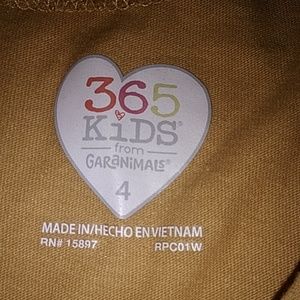 365
KiDS®
from
GARANIMALS®
4
MADE IN/HECHO EN VIETNAM
RN# 15897 RPC01W